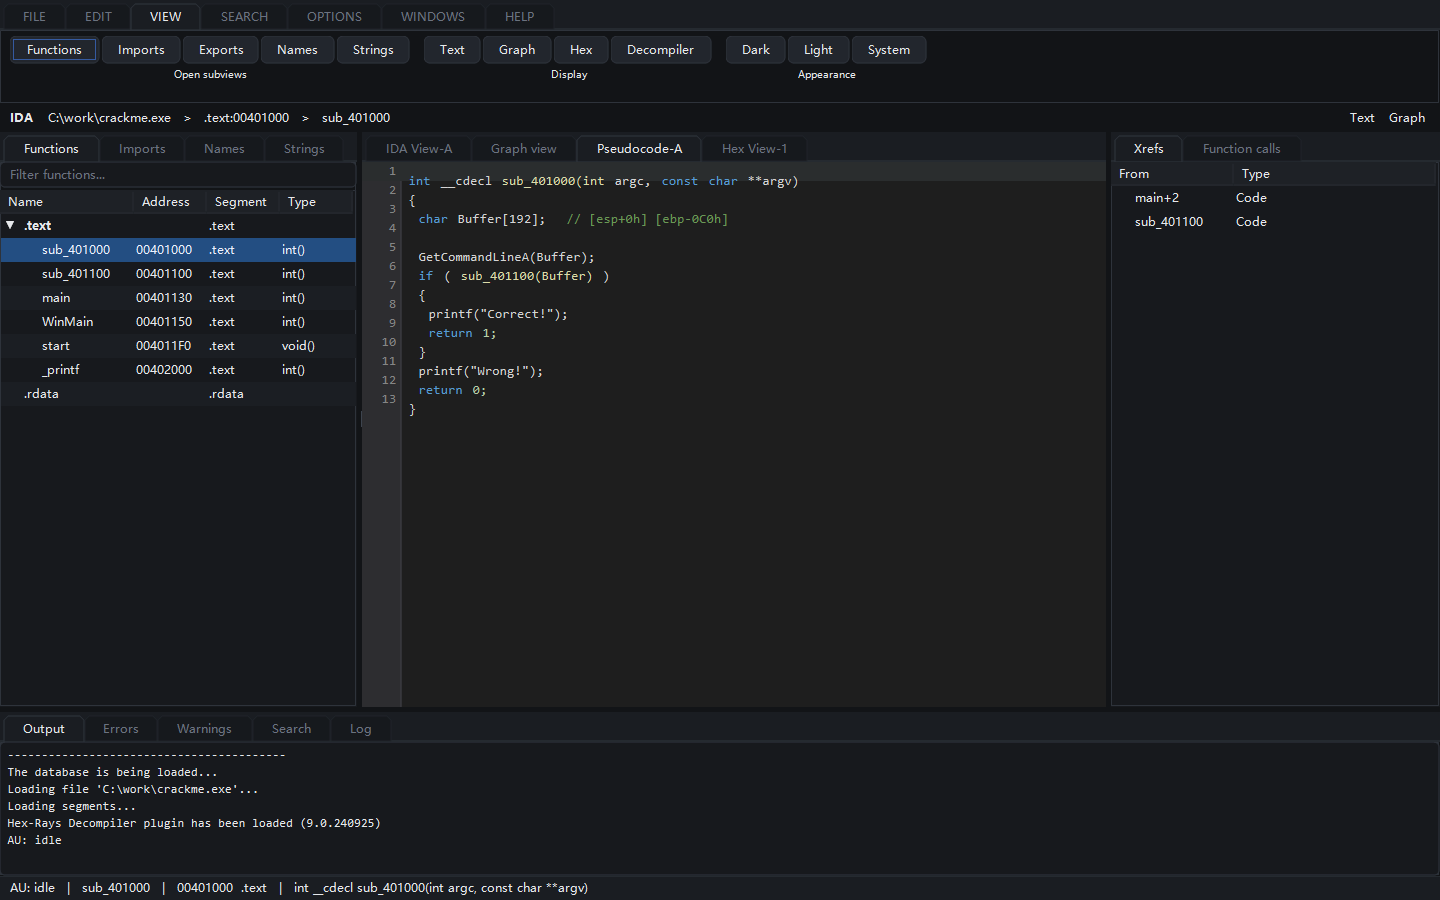 FILE EDIT VIEW SEARCH OPTIONS WINDOWS HELP
Functions Imports Exports Names Strings Text Graph Hex Decompiler Dark Light System
Open subviews Display Appearance
IDA C:\work\crackme.exe > .text:00401000 > sub_401000 Text Graph
Functions Imports Names Strings
Filter functions...
Name Address Segment Type
▼ .text .text
sub_401000 00401000 .text int()
sub_401100 00401100 .text int()
main 00401130 .text int()
WinMain 00401150 .text int()
start 004011F0 .text void()
_printf 00402000 .text int()
.rdata .rdata
IDA View-A Graph view Pseudocode-A Hex View-1
1
2
3
4
5
6
7
8
9
10
11
12
13
int __cdecl sub_401000(int argc, const char **argv)
{
char Buffer[192]; // [esp+0h] [ebp-0C0h]
GetCommandLineA(Buffer);
if ( sub_401100(Buffer) )
{
printf("Correct!");
return 1;
}
printf("Wrong!");
return 0;
}
Xrefs Function calls
From Type
main+2 Code
sub_401100 Code
Output Errors Warnings Search Log
-----------------------------------------
The database is being loaded...
Loading file 'C:\work\crackme.exe'...
Loading segments...
Hex-Rays Decompiler plugin has been loaded (9.0.240925)
AU: idle
AU: idle | sub_401000 | 00401000 .text | int __cdecl sub_401000(int argc, const char **argv)